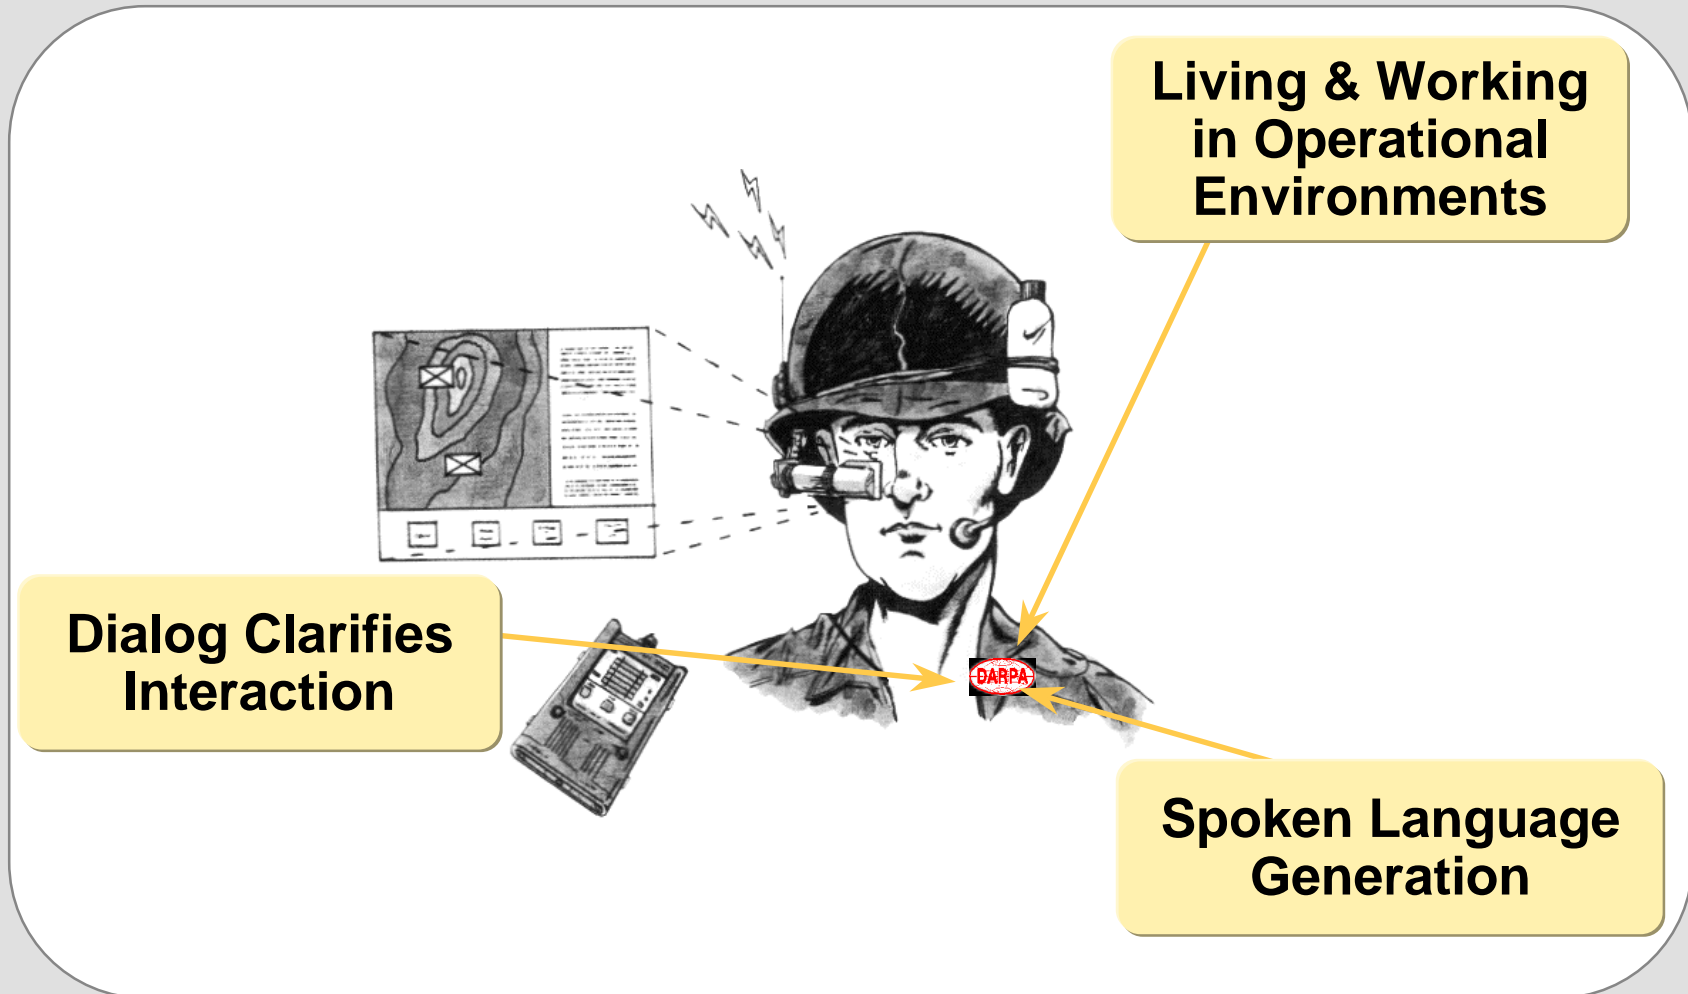 Living & Working
in Operational
Environments
Dialog Clarifies
Interaction
DARPA
Spoken Language
Generation